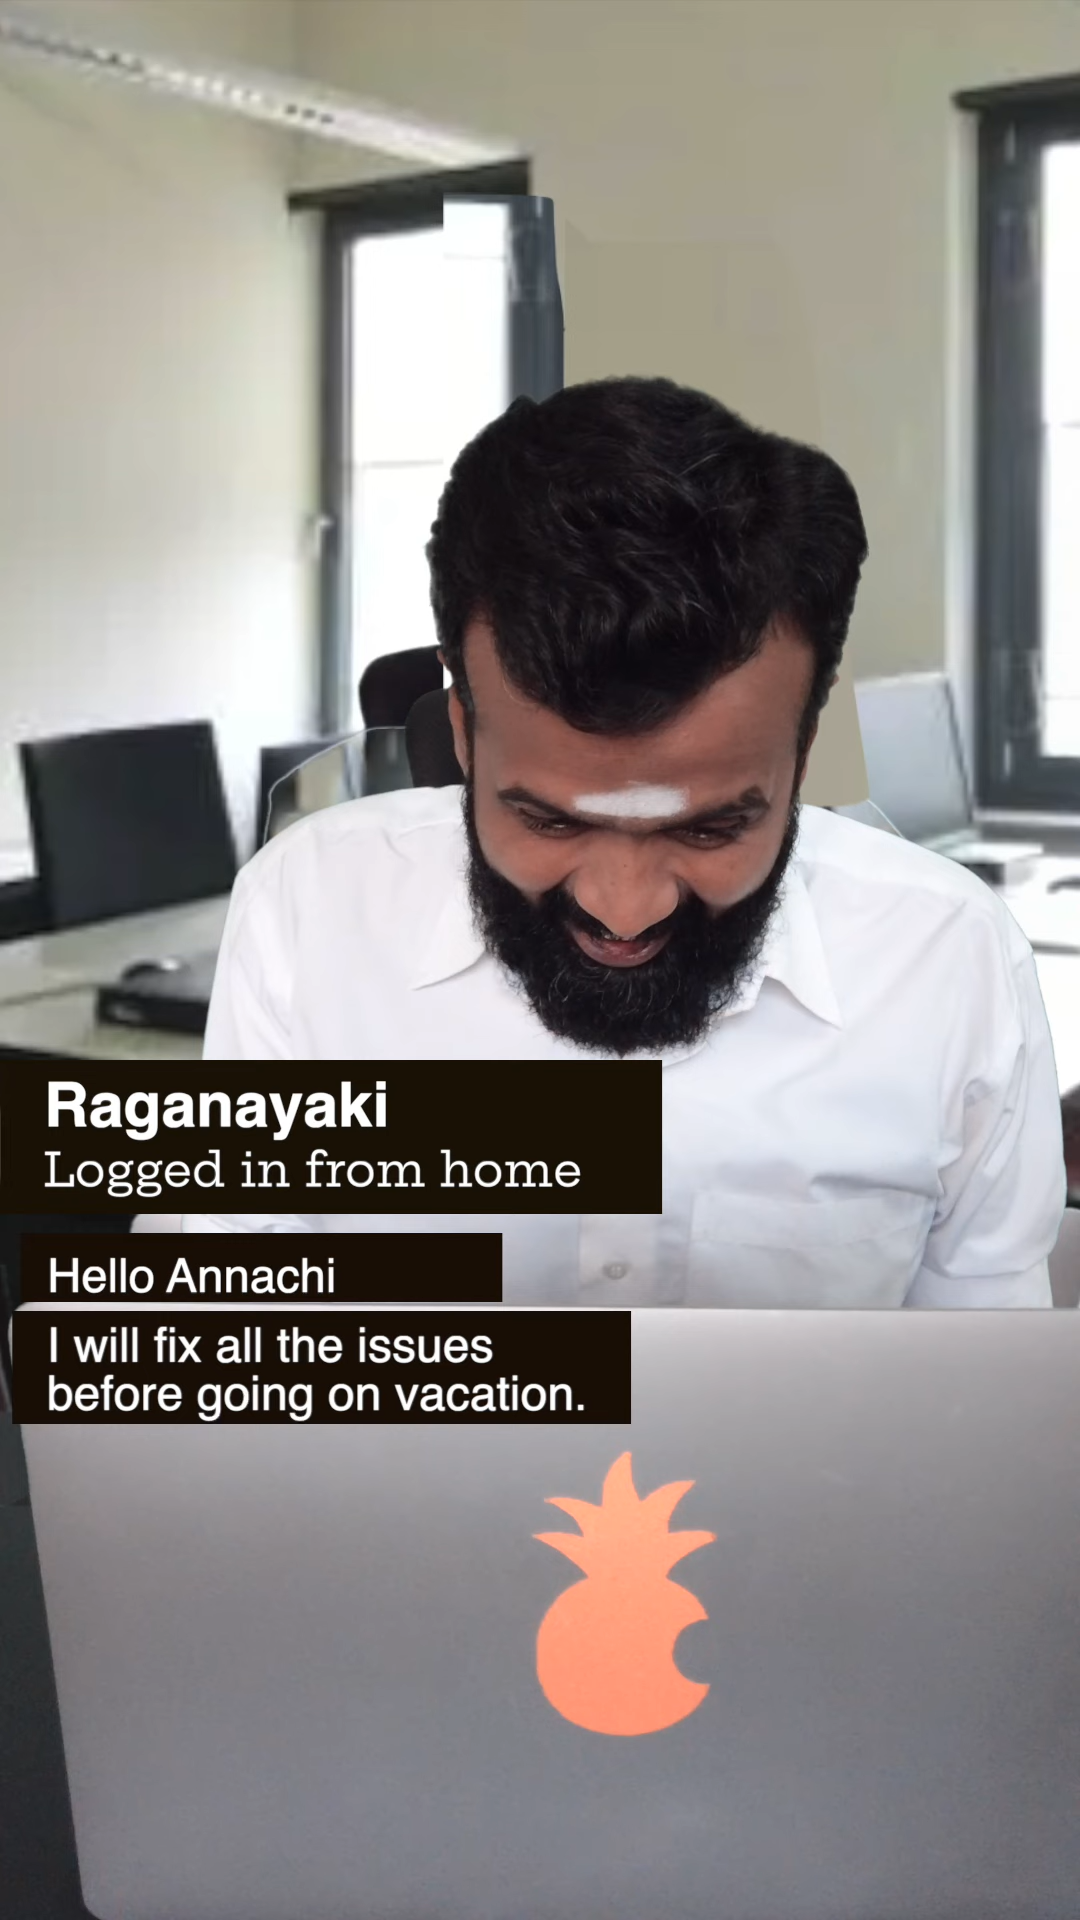 Raganayaki
Logged in from home
Hello Annachi
I will fix all the issues
before going on vacation.